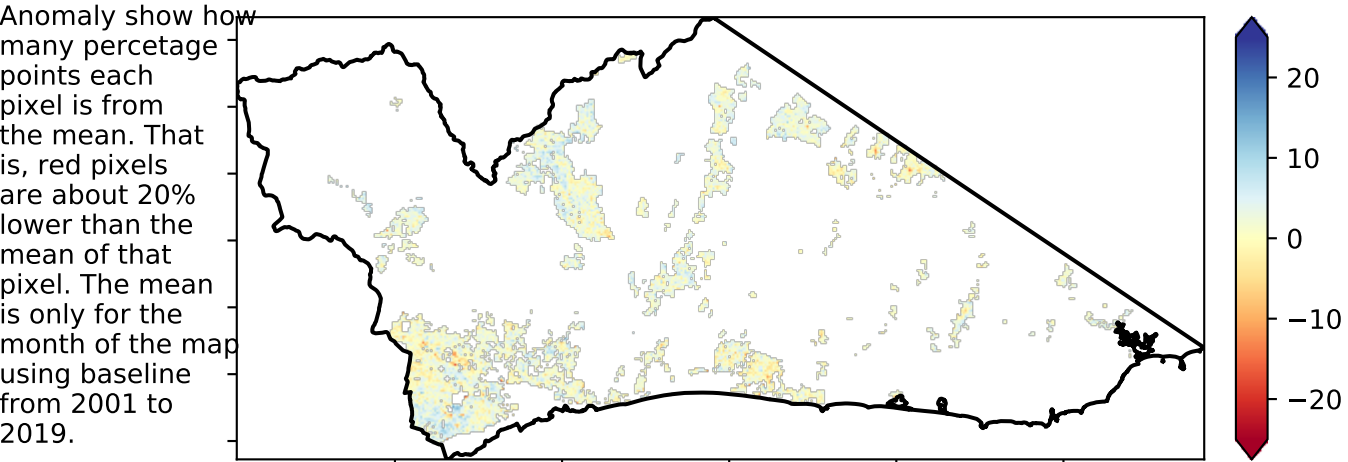 Anomaly show how
many percetage
points each
pixel is from
the mean. That
is, red pixels
are about 20%
lower than the
mean of that
pixel. The mean
is only for the
month of the map
using baseline
from 2001 to
2019.
20
10
0
−10
−20